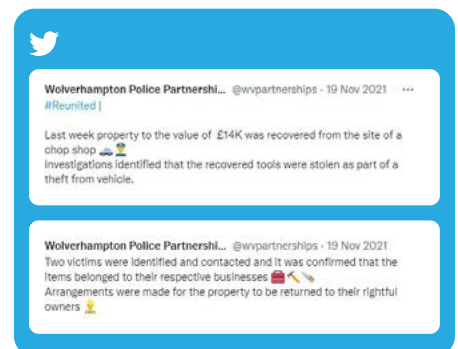 Wolverhampton Police Partnershi... @wvpartnerships · 19 Nov 2021 ...
#Reunited |
Last week property to the value of £14K was recovered from the site of a
chop shop 🚓 👮
Investigations identified that the recovered tools were stolen as part of a
theft from vehicle.
Wolverhampton Police Partnershi... @wvpartnerships · 19 Nov 2021
Two victims were identified and contacted and it was confirmed that the
items belonged to their respective businesses 🧰 🔨 🪚
Arrangements were made for the property to be returned to their rightful
owners 👷